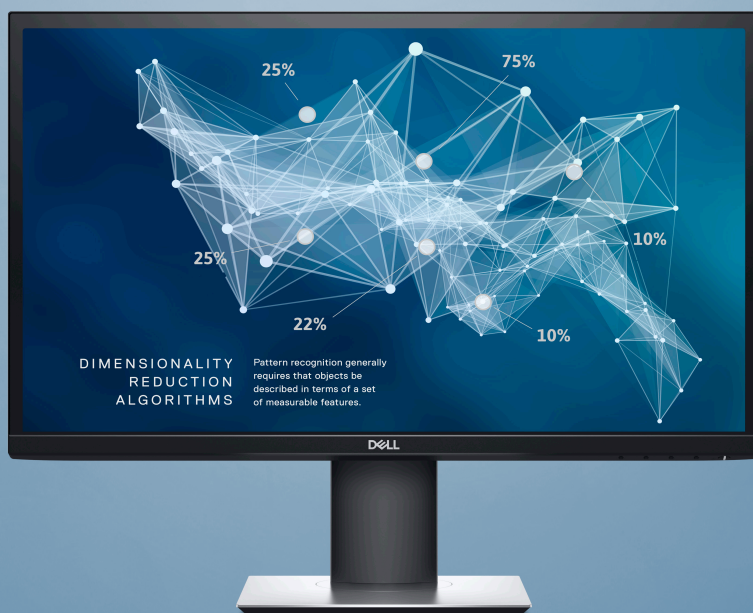 25%
75%
25%
10%
22%
10%
DIMENSIONALITY
REDUCTION
ALGORITHMS
Pattern recognition generally
requires that objects be
described in terms of a set
of measurable features.
DELL